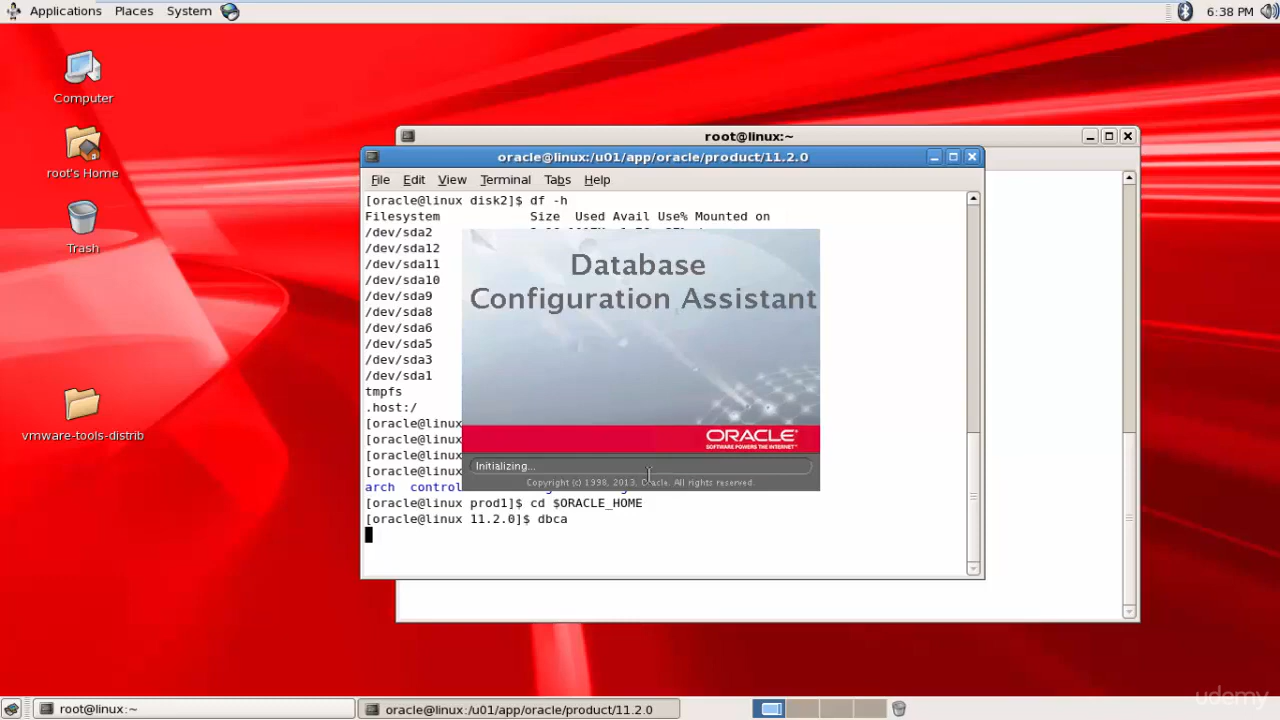 Applications Places System 6:38 PM
Computer
root's Home
Trash
vmware-tools-distrib
root@linux:~
oracle@linux:/u01/app/oracle/product/11.2.0
File Edit View Terminal Tabs Help
[oracle@linux disk2]$ df -h
Filesystem Size Used Avail Use% Mounted on
/dev/sda2
/dev/sda12
/dev/sda11
/dev/sda10
/dev/sda9
/dev/sda8
/dev/sda6
/dev/sda5
/dev/sda3
/dev/sda1
tmpfs
.host:/
[oracle@linux
[oracle@linux
[oracle@linux
[oracle@linux
arch control
[oracle@linux prod1]$ cd $ORACLE_HOME
[oracle@linux 11.2.0]$ dbca
Database
Configuration Assistant
ORACLE
SOFTWARE POWERS THE INTERNET™
Initializing...
Copyright (c) 1998, 2013, Oracle. All rights reserved.
root@linux:~
oracle@linux:/u01/app/oracle/product/11.2.0
udemy